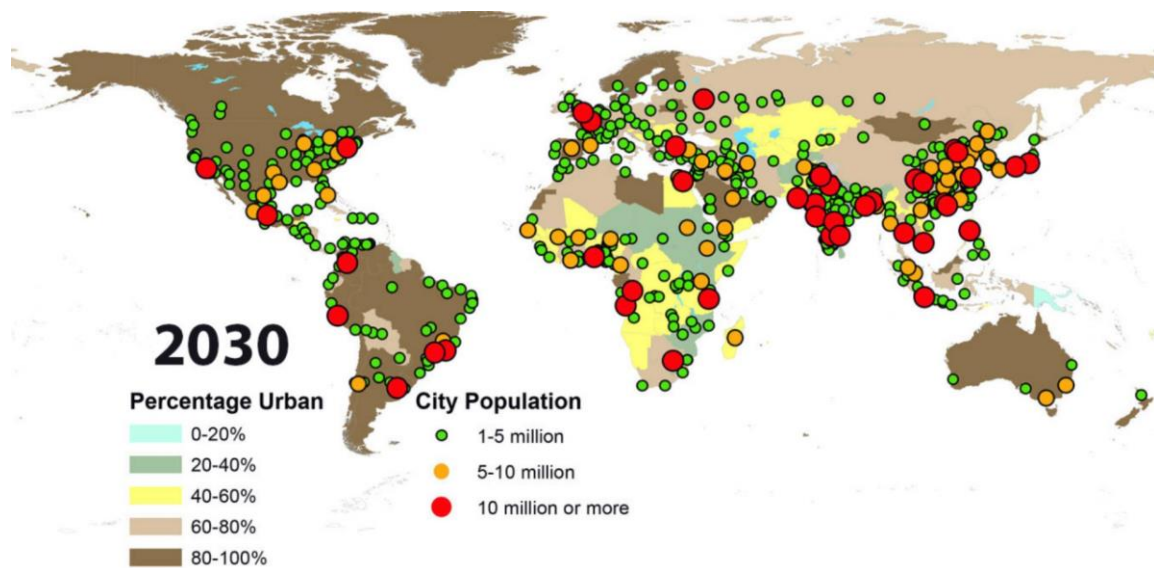 2030
Percentage Urban
0-20%
20-40%
40-60%
60-80%
80-100%
City Population
1-5 million
5-10 million
10 million or more